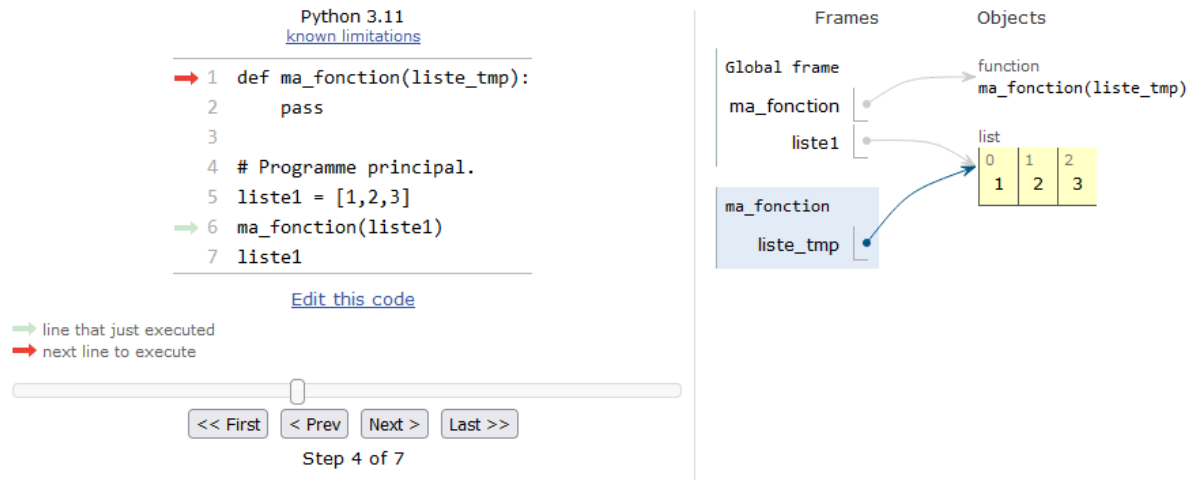 Python 3.11
known limitations
1 def ma_fonction(liste_tmp):
2 pass
3
4 # Programme principal.
5 liste1 = [1,2,3]
6 ma_fonction(liste1)
7 liste1
Edit this code
line that just executed
next line to execute
<< First < Prev Next > Last >>
Step 4 of 7
Frames Objects
Global frame
ma_fonction
liste1
function
ma_fonction(liste_tmp)
list
0 1 2
1 2 3
ma_fonction
liste_tmp